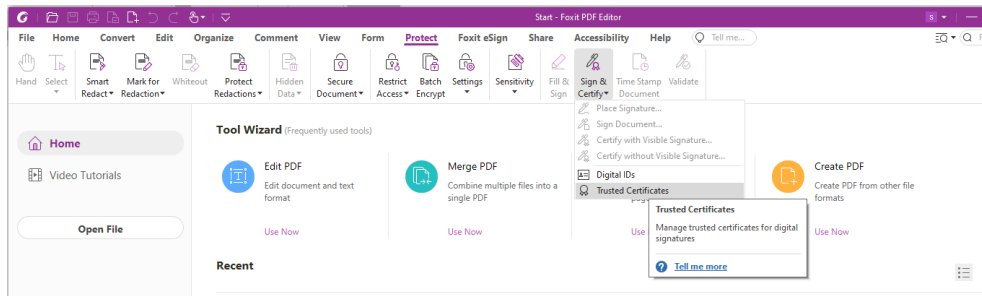 Start - Foxit PDF Editor
S
File Home Convert Edit Organize Comment View Form Protect Foxit eSign Share Accessibility Help Tell me...
Hand Select Smart Redact Mark for Redaction Whiteout Protect Redactions Hidden Data Secure Document Restrict Access Batch Encrypt Settings Sensitivity Fill & Sign Sign & Certify Time Stamp Document Validate
Place Signature...
Sign Document...
Certify with Visible Signature...
Certify without Visible Signature...
Digital IDs
Trusted Certificates
Trusted Certificates
Manage trusted certificates for digital
signatures
Tell me more
Home
Video Tutorials
Open File
Tool Wizard (Frequently used tools)
Edit PDF
Edit document and text
format
Use Now
Merge PDF
Combine multiple files into a
single PDF
Use Now
Use
Create PDF
Create PDF from other file
formats
Use Now
Recent